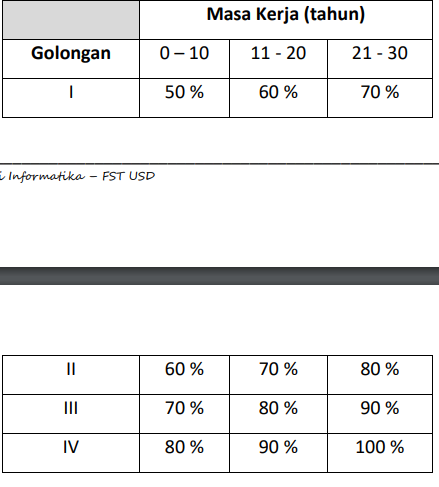 Masa Kerja (tahun)
Golongan 0 – 10 11 - 20 21 - 30
I 50 % 60 % 70 %
i Informatika – FST USD
II 60 % 70 % 80 %
III 70 % 80 % 90 %
IV 80 % 90 % 100 %